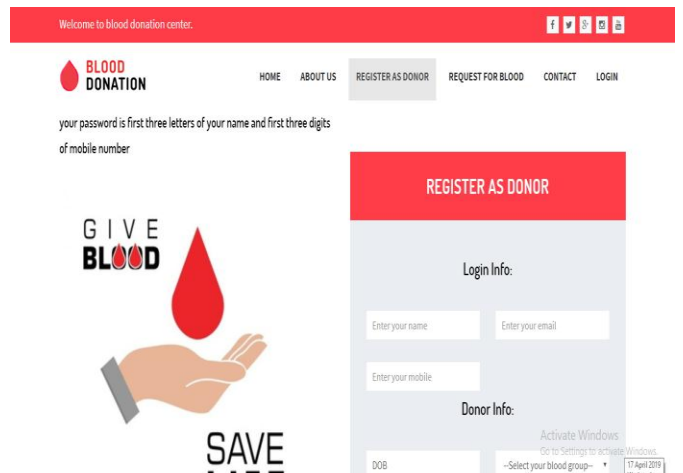 Welcome to blood donation center.
BLOOD
DONATION
HOME ABOUT US REGISTER AS DONOR REQUEST FOR BLOOD CONTACT LOGIN
your password is first three letters of your name and first three digits
of mobile number
GIVE
BLOOD
SAVE
REGISTER AS DONOR
Login Info:
Enter your name Enter your email
Enter your mobile
Donor Info:
DOB --Select your blood group--
Activate Windows
Go to Settings to activate Windows.
17 April 2019